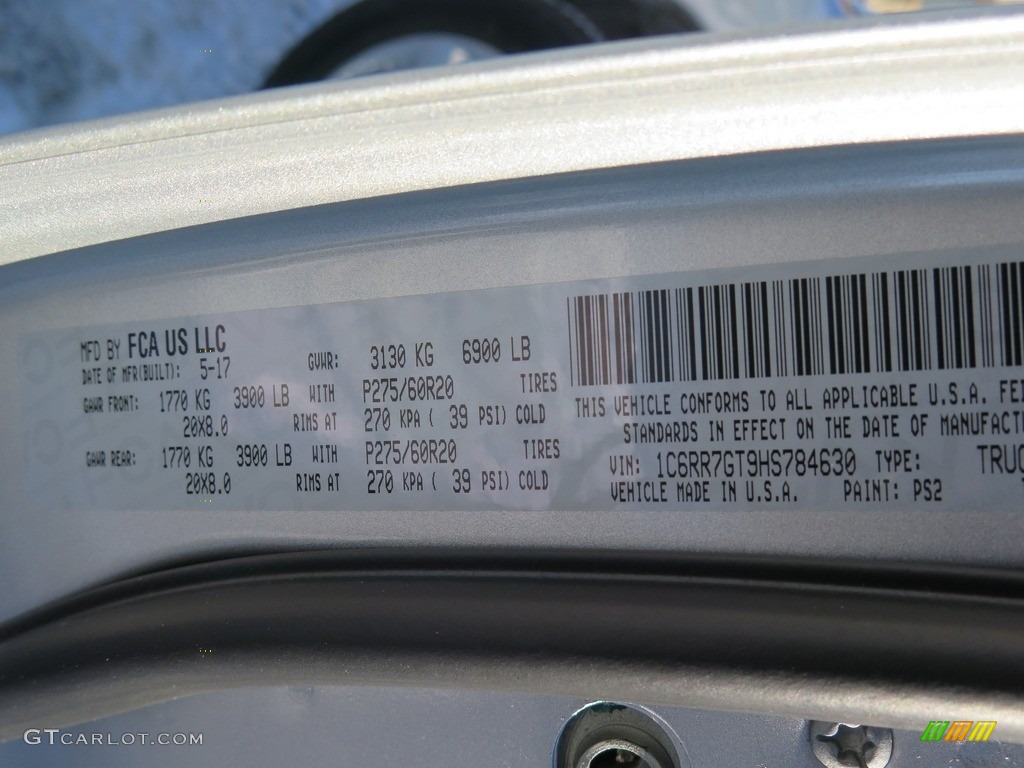 MFD BY FCA US LLC
DATE OF MFR(BUILT): 5-17
GVWR: 3130 KG 6900 LB
GAWR FRONT: 1770 KG 3900 LB WITH P275/60R20 TIRES
20X8.0 RIMS AT 270 KPA ( 39 PSI) COLD
GAWR REAR: 1770 KG 3900 LB WITH P275/60R20 TIRES
20X8.0 RIMS AT 270 KPA ( 39 PSI) COLD
THIS VEHICLE CONFORMS TO ALL APPLICABLE U.S.A. FE
STANDARDS IN EFFECT ON THE DATE OF MANUFACT
VIN: 1C6RR7GT9HS784630 TYPE: TRUC
VEHICLE MADE IN U.S.A. PAINT: PS2
GTCARLOT.COM